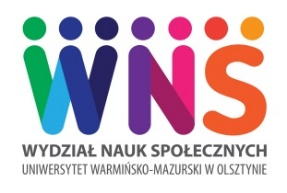 WNS
WYDZIAŁ NAUK SPOŁECZNYCH
UNIWERSYTET WARMIŃSKO-MAZURSKI W OLSZTYNIE